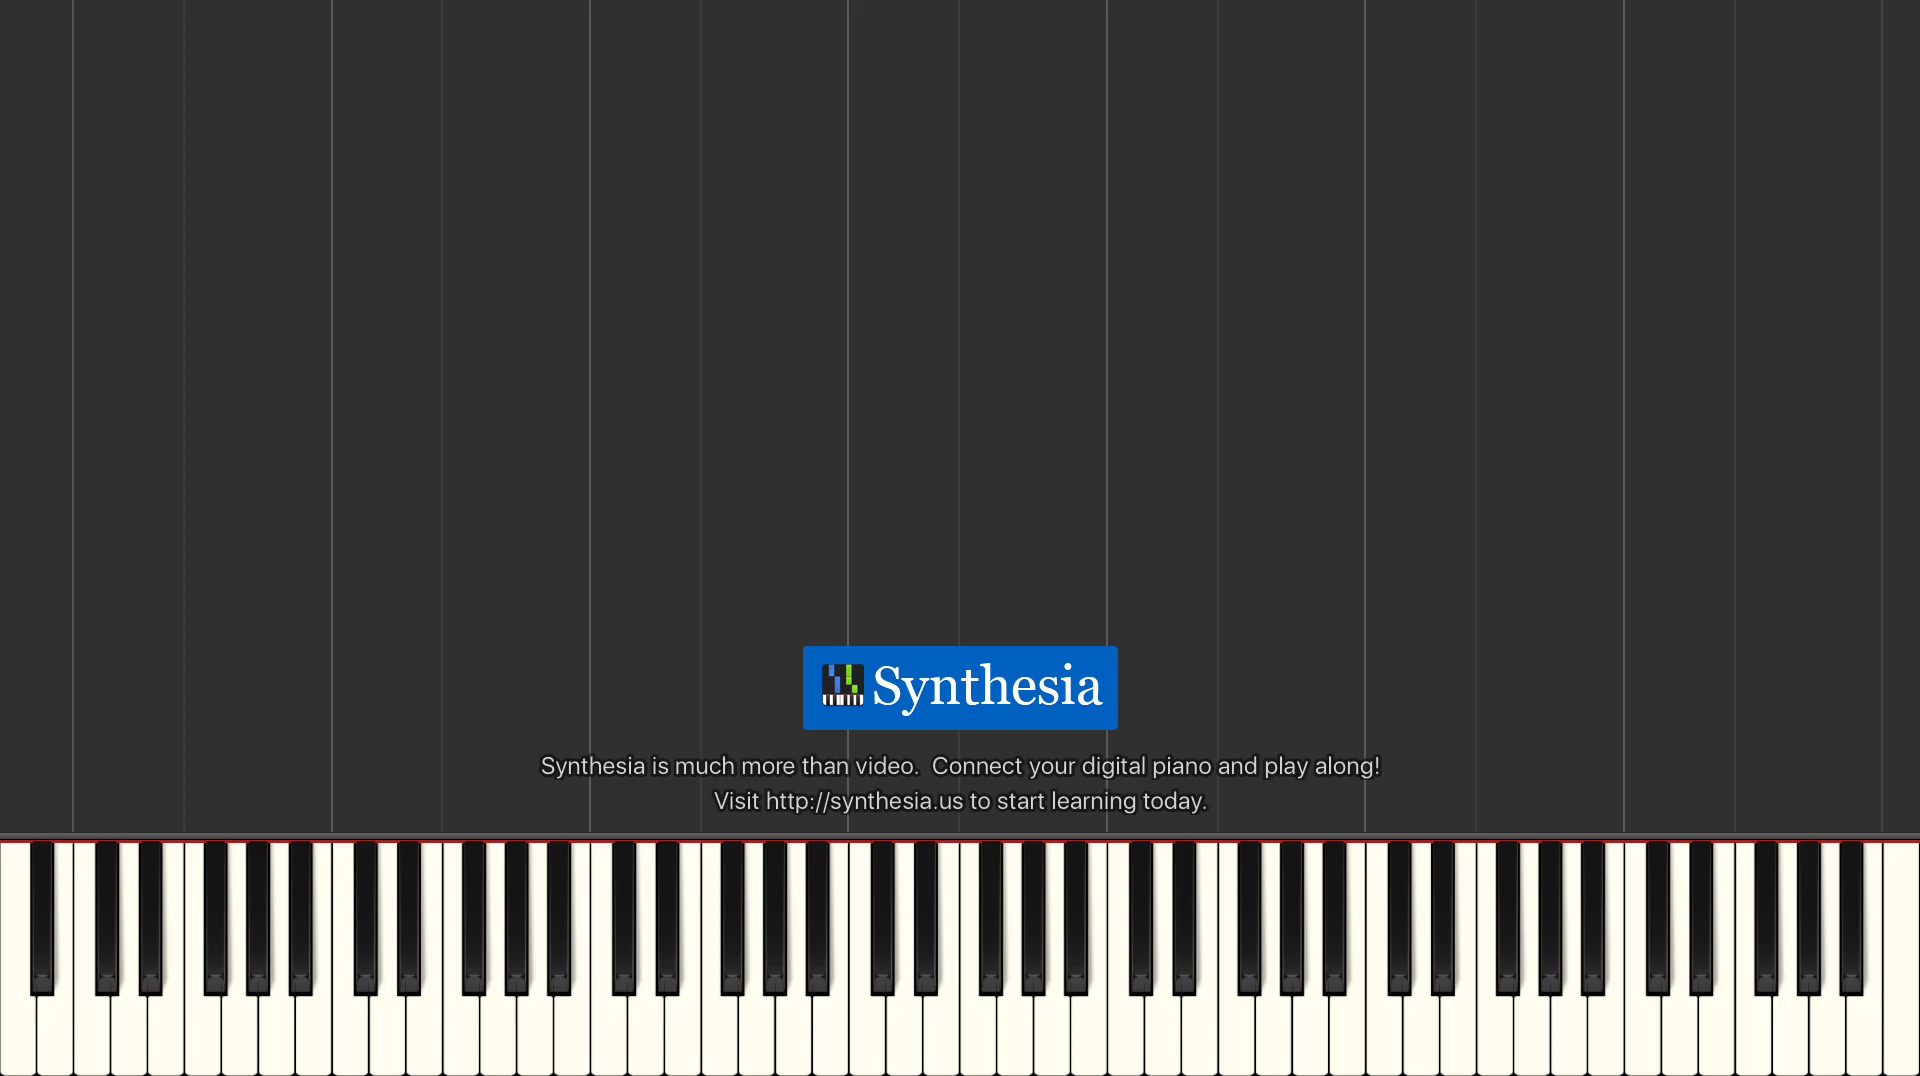 Synthesia
Synthesia is much more than video.  Connect your digital piano and play along!
Visit http://synthesia.us to start learning today.